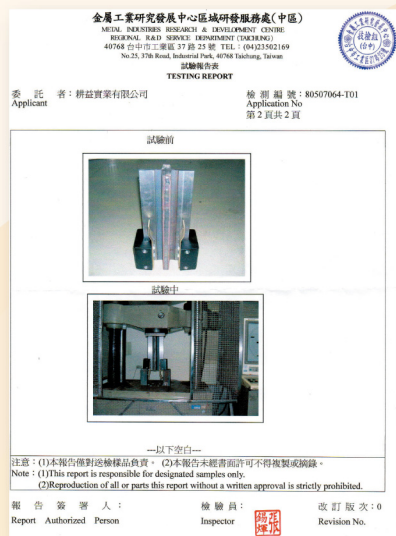 金屬工業研究發展中心區域研發服務處(中區)
METAL INDUSTRIES RESEARCH & DEVELOPMENT CENTRE
REGIONAL R&D SERVICE DEPARTMENT (TAICHUNG)
40768 台中市工業區 37 路 25 號 TEL：(04)23502169
No.25, 37th Road, Industrial Park, 40768 Taichung, Taiwan
試驗報告表
TESTING REPORT
委託者：耕益實業有限公司
Applicant
檢測編號：80507064-T01
Application No
第 2 頁共 2 頁
試驗前
試驗中
---以下空白---
注意：(1)本報告僅對送檢樣品負責。 (2)本報告未經書面許可不得複製或摘錄。
Note：(1)This report is responsible for designated samples only.
(2)Reproduction of all or parts this report without a written approval is strictly prohibited.
報告簽署人：
Report Authorized Person
檢驗員：
Inspector
改訂版次：0
Revision No.